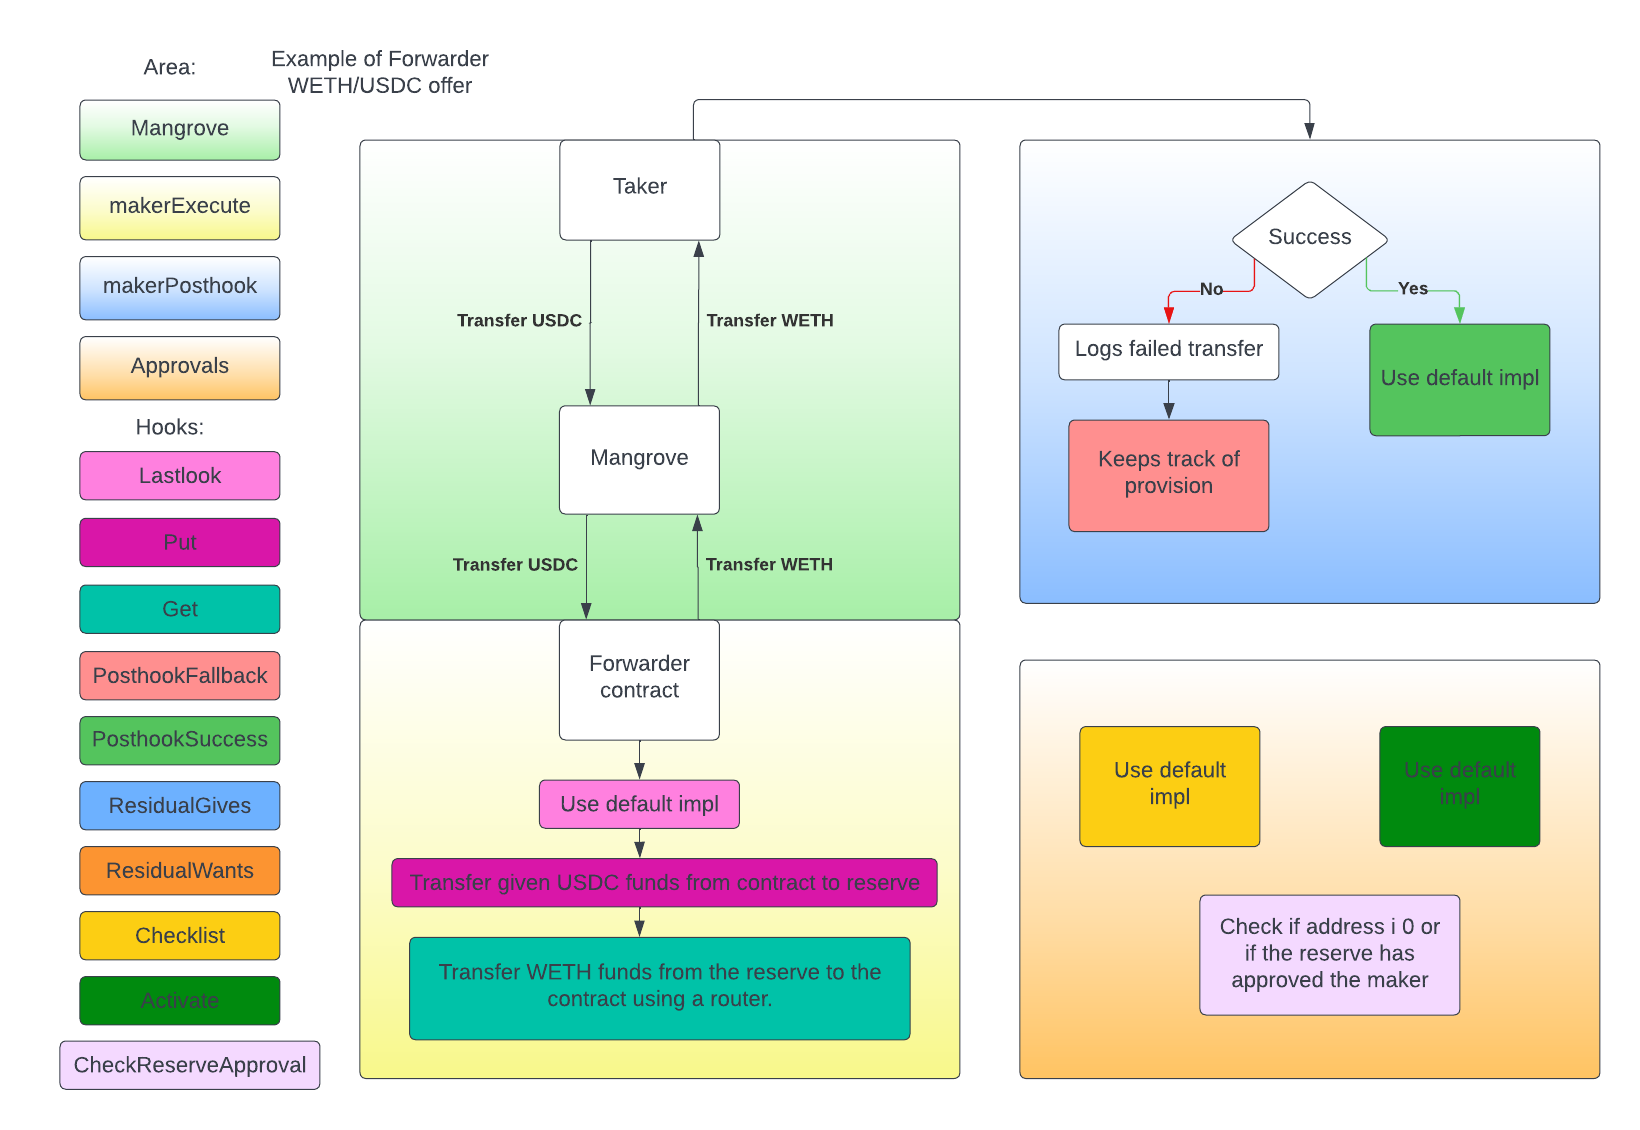 Area:
Example of Forwarder
WETH/USDC offer
Mangrove
makerExecute
makerPosthook
Approvals
Hooks:
Lastlook
Put
Get
PosthookFallback
PosthookSuccess
ResidualGives
ResidualWants
Checklist
Activate
CheckReserveApproval
Taker
Transfer USDC
Transfer WETH
Mangrove
Transfer USDC
Transfer WETH
Forwarder
contract
Use default impl
Transfer given USDC funds from contract to reserve
Transfer WETH funds from the reserve to the
contract using a router.
Success
No
Yes
Logs failed transfer
Use default impl
Keeps track of
provision
Use default
impl
Use default
impl
Check if address i 0 or
if the reserve has
approved the maker